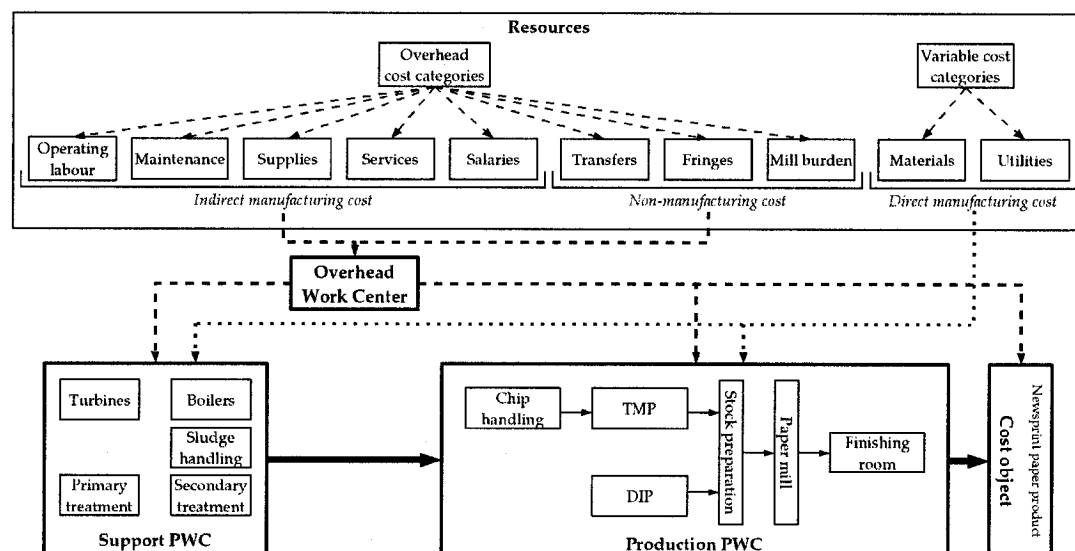 Resources
Overhead
cost categories
Variable cost
categories
Operating
labour
Maintenance
Supplies
Services
Salaries
Transfers
Fringes
Mill burden
Materials
Utilities
Indirect manufacturing cost
Non-manufacturing cost
Direct manufacturing cost
Overhead
Work Center
Turbines
Boilers
Sludge
handling
Primary
treatment
Secondary
treatment
Support PWC
Chip
handling
TMP
DIP
Stock preparation
Paper mill
Finishing
room
Production PWC
Newsprint paper product
Cost object